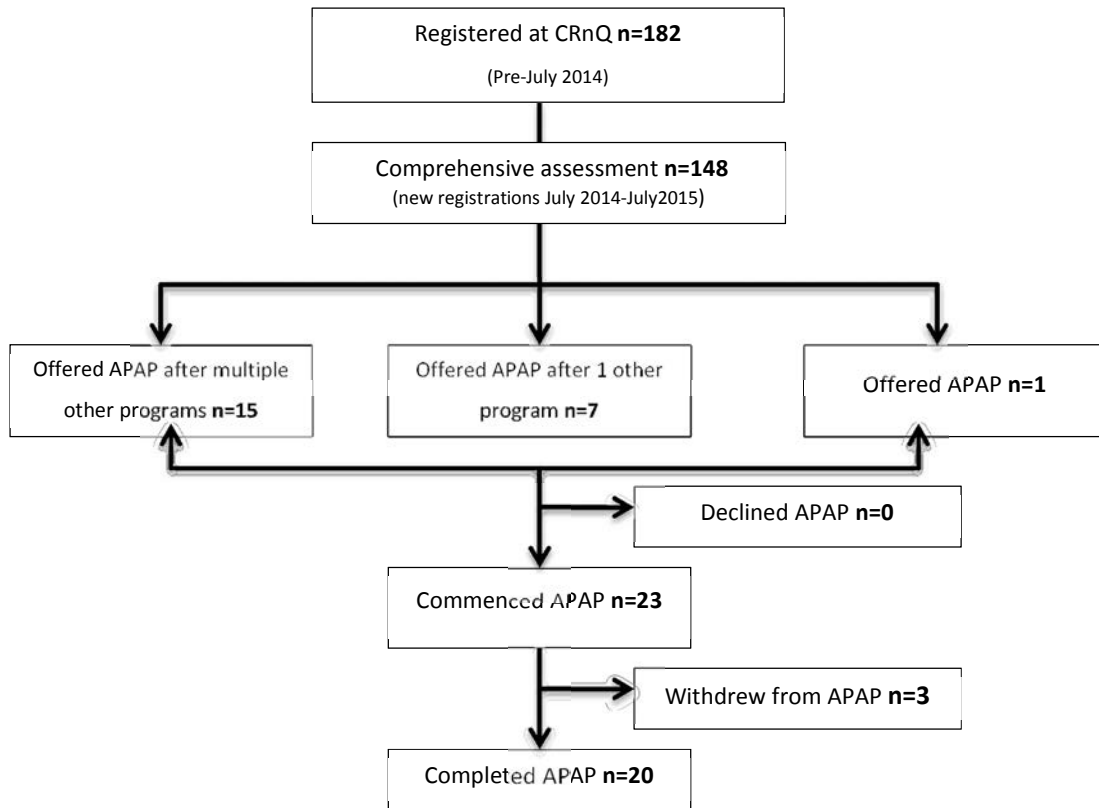 Registered at CRnQ n=182
(Pre-July 2014)
Comprehensive assessment n=148
(new registrations July 2014-July2015)
Offered APAP after multiple
other programs n=15
Offered APAP after 1 other
program n=7
Offered APAP n=1
Declined APAP n=0
Commenced APAP n=23
Withdrew from APAP n=3
Completed APAP n=20